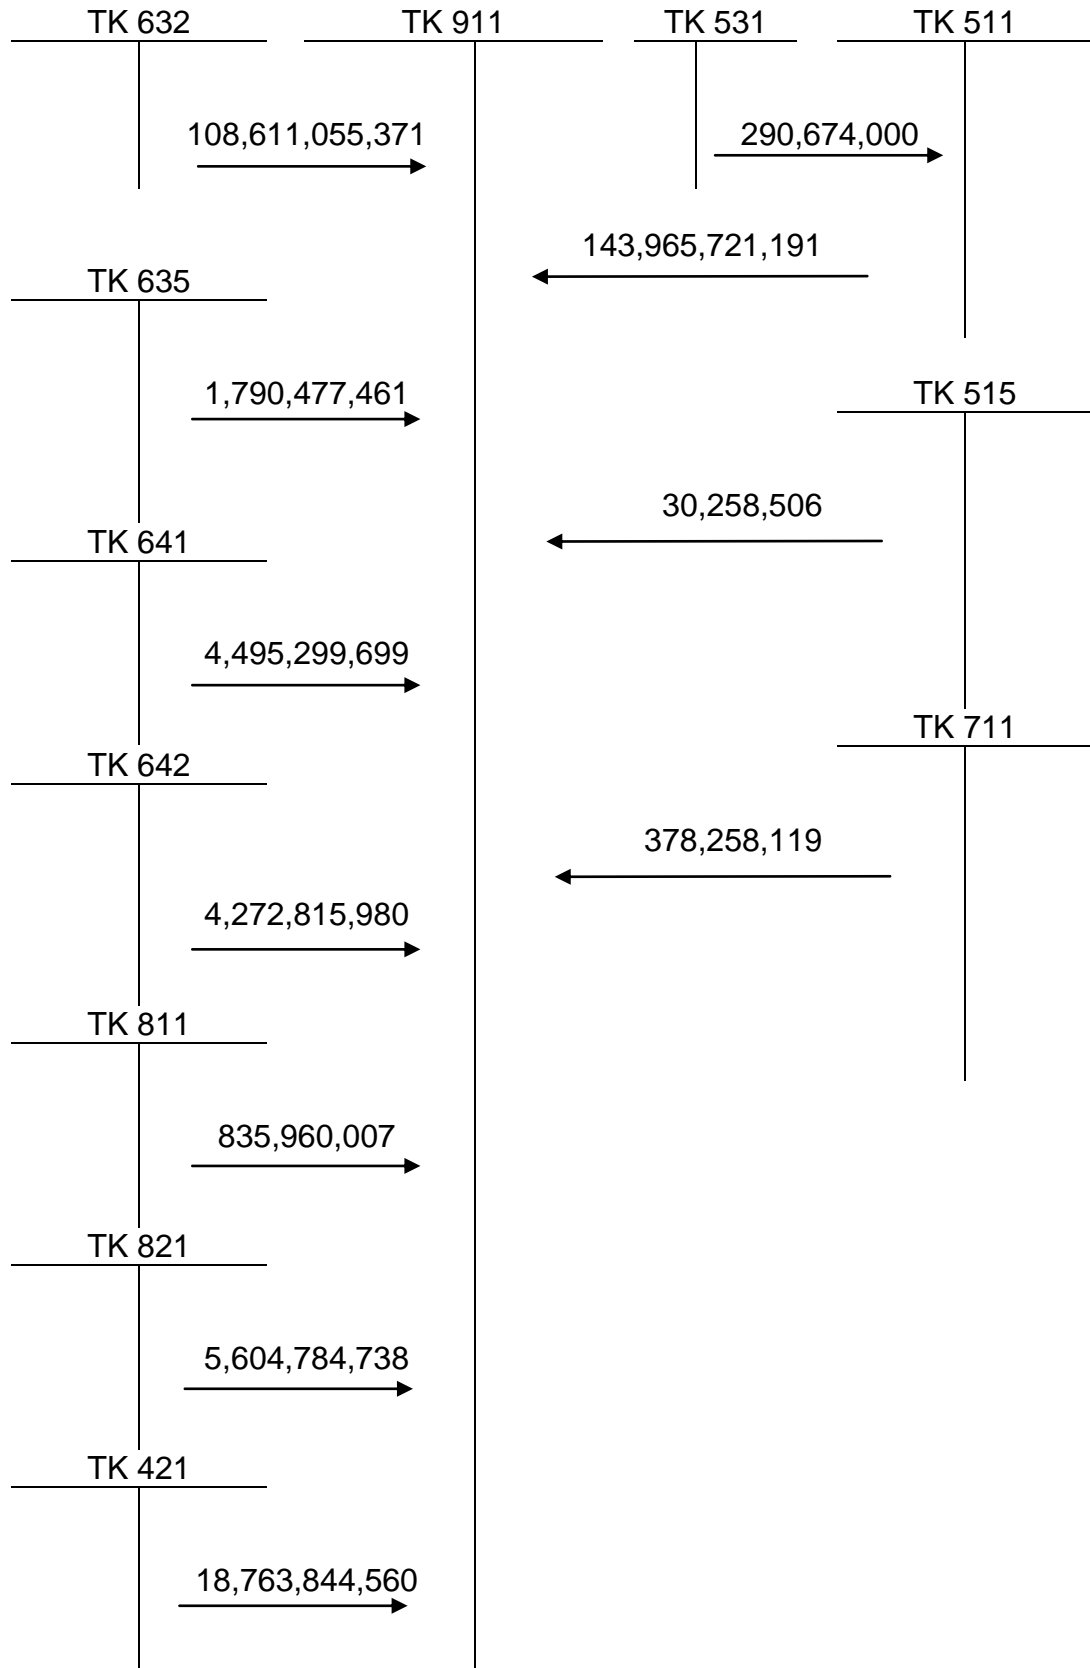 TK 632 TK 911 TK 531 TK 511
108,611,055,371 290,674,000
143,965,721,191
TK 635
1,790,477,461 TK 515
30,258,506
TK 641
4,495,299,699
TK 711
TK 642
378,258,119
4,272,815,980
TK 811
835,960,007
TK 821
5,604,784,738
TK 421
18,763,844,560